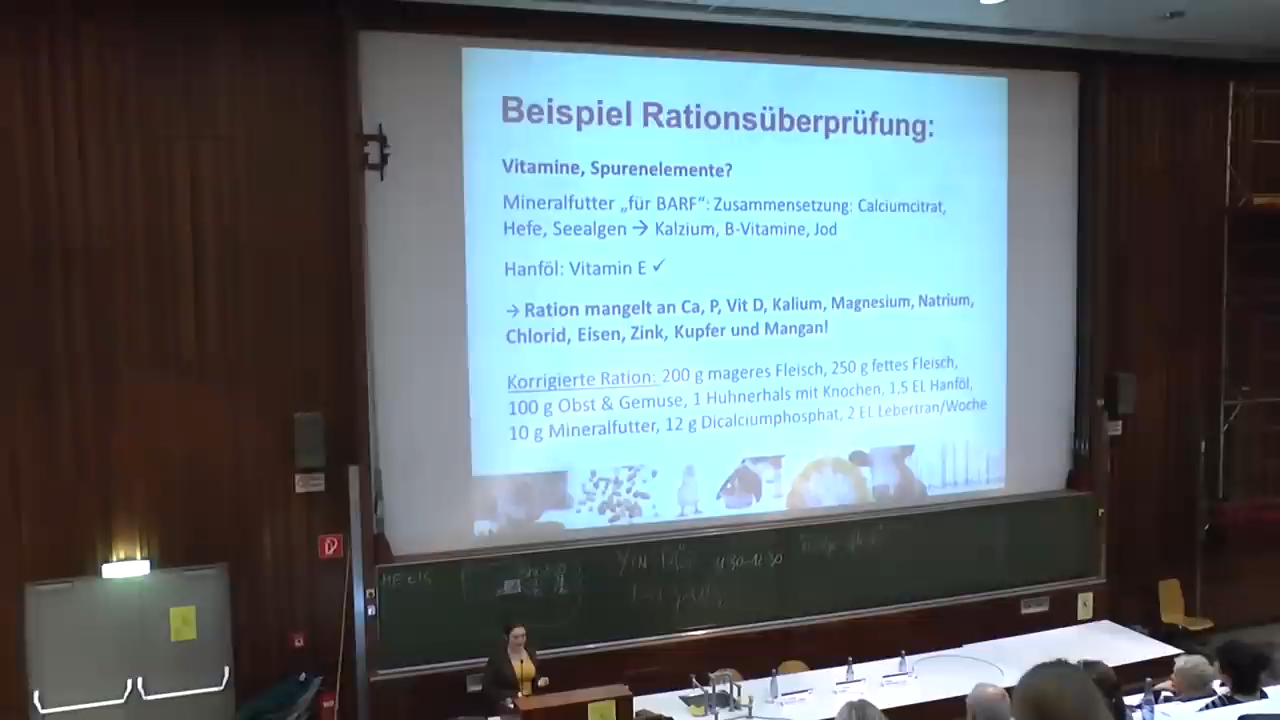 Beispiel Rationsüberprüfung:
Vitamine, Spurenelemente?
Mineralfutter „für BARF“: Zusammensetzung: Calciumcitrat,
Hefe, Seealgen → Kalzium, B-Vitamine, Jod
Hanföl: Vitamin E ✓
→ Ration mangelt an Ca, P, Vit D, Kalium, Magnesium, Natrium,
Chlorid, Eisen, Zink, Kupfer und Mangan!
Korrigierte Ration: 200 g mageres Fleisch, 250 g fettes Fleisch,
100 g Obst & Gemuse, 1 Huhnerhals mit Knochen, 1,5 EL Hanföl,
10 g Mineralfutter, 12 g Dicalciumphosphat, 2 EL Lebertran/Woche